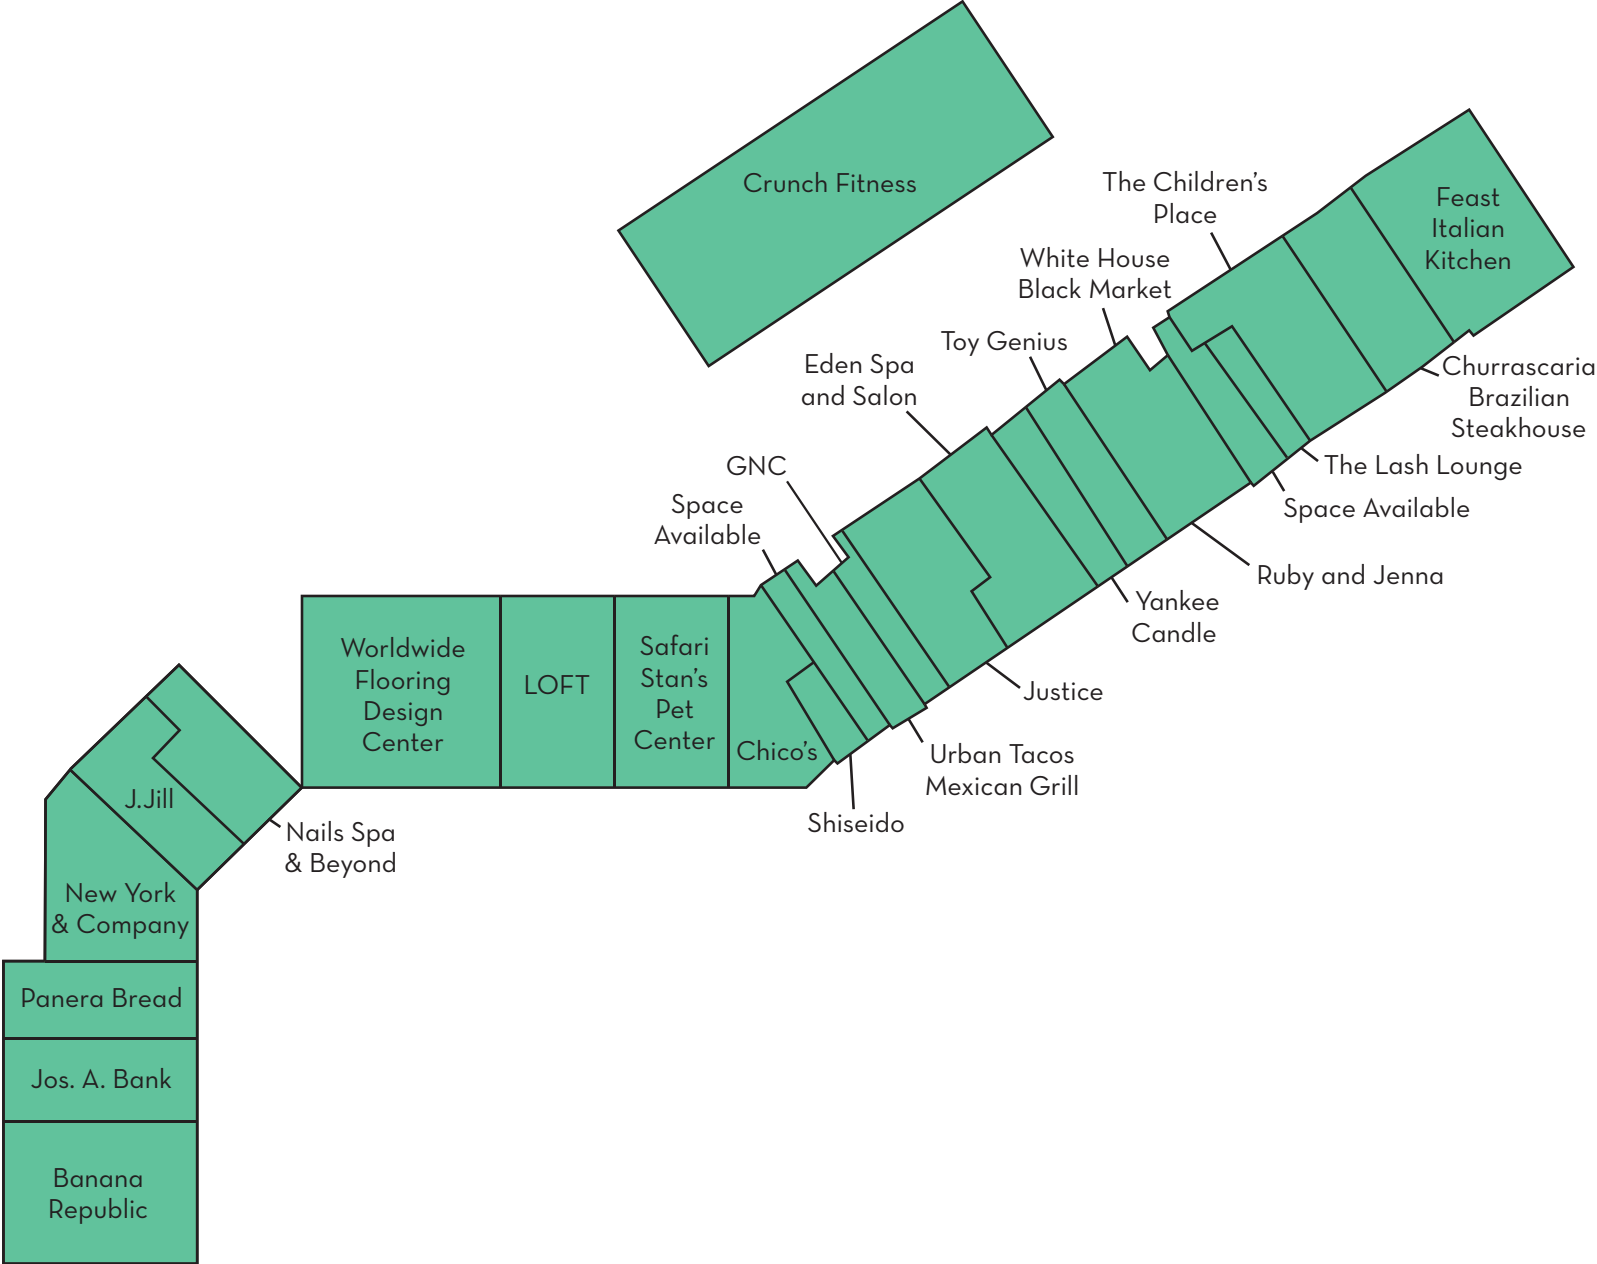 Crunch Fitness
The Children's
Place
Feast
Italian
Kitchen
White House
Black Market
Toy Genius
Eden Spa
and Salon
Churrascaria
Brazilian
Steakhouse
GNC
The Lash Lounge
Space
Available
Space Available
Ruby and Jenna
Yankee
Candle
Worldwide
Flooring
Design
Center
LOFT
Safari
Stan's
Pet
Center
Chico's
Justice
Urban Tacos
Mexican Grill
Shiseido
J.Jill
Nails Spa
& Beyond
New York
& Company
Panera Bread
Jos. A. Bank
Banana
Republic